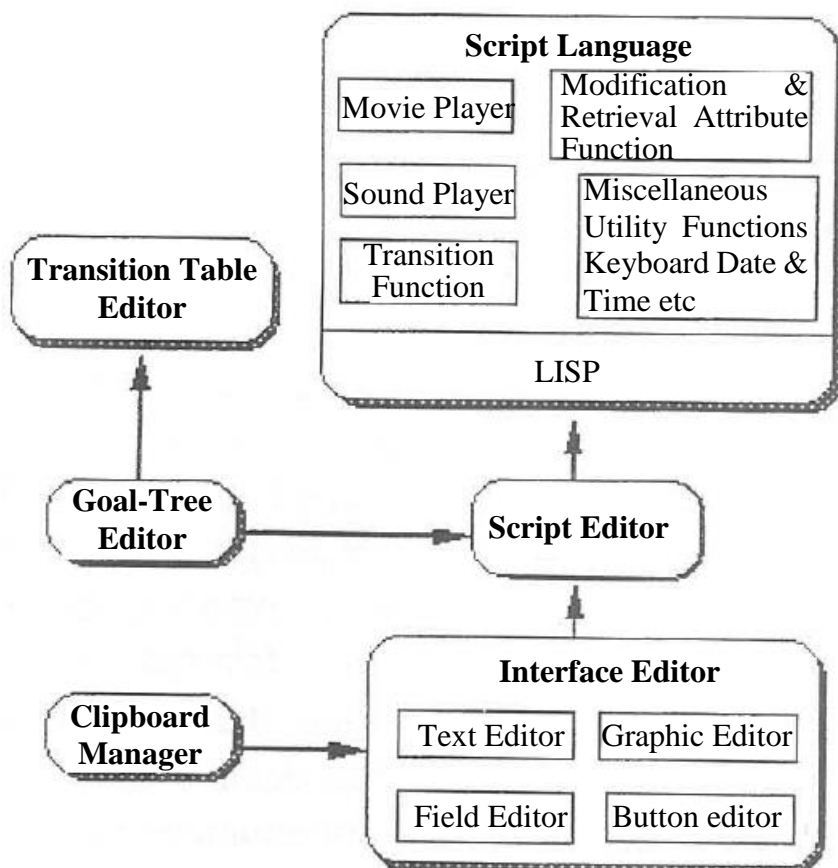 Script Language
Movie Player
Modification &
Retrieval Attribute
Function
Sound Player
Miscellaneous
Utility Functions
Keyboard Date &
Time etc
Transition
Function
LISP
Transition Table
Editor
Goal-Tree
Editor
Script Editor
Interface Editor
Clipboard
Manager
Text Editor
Graphic Editor
Field Editor
Button editor